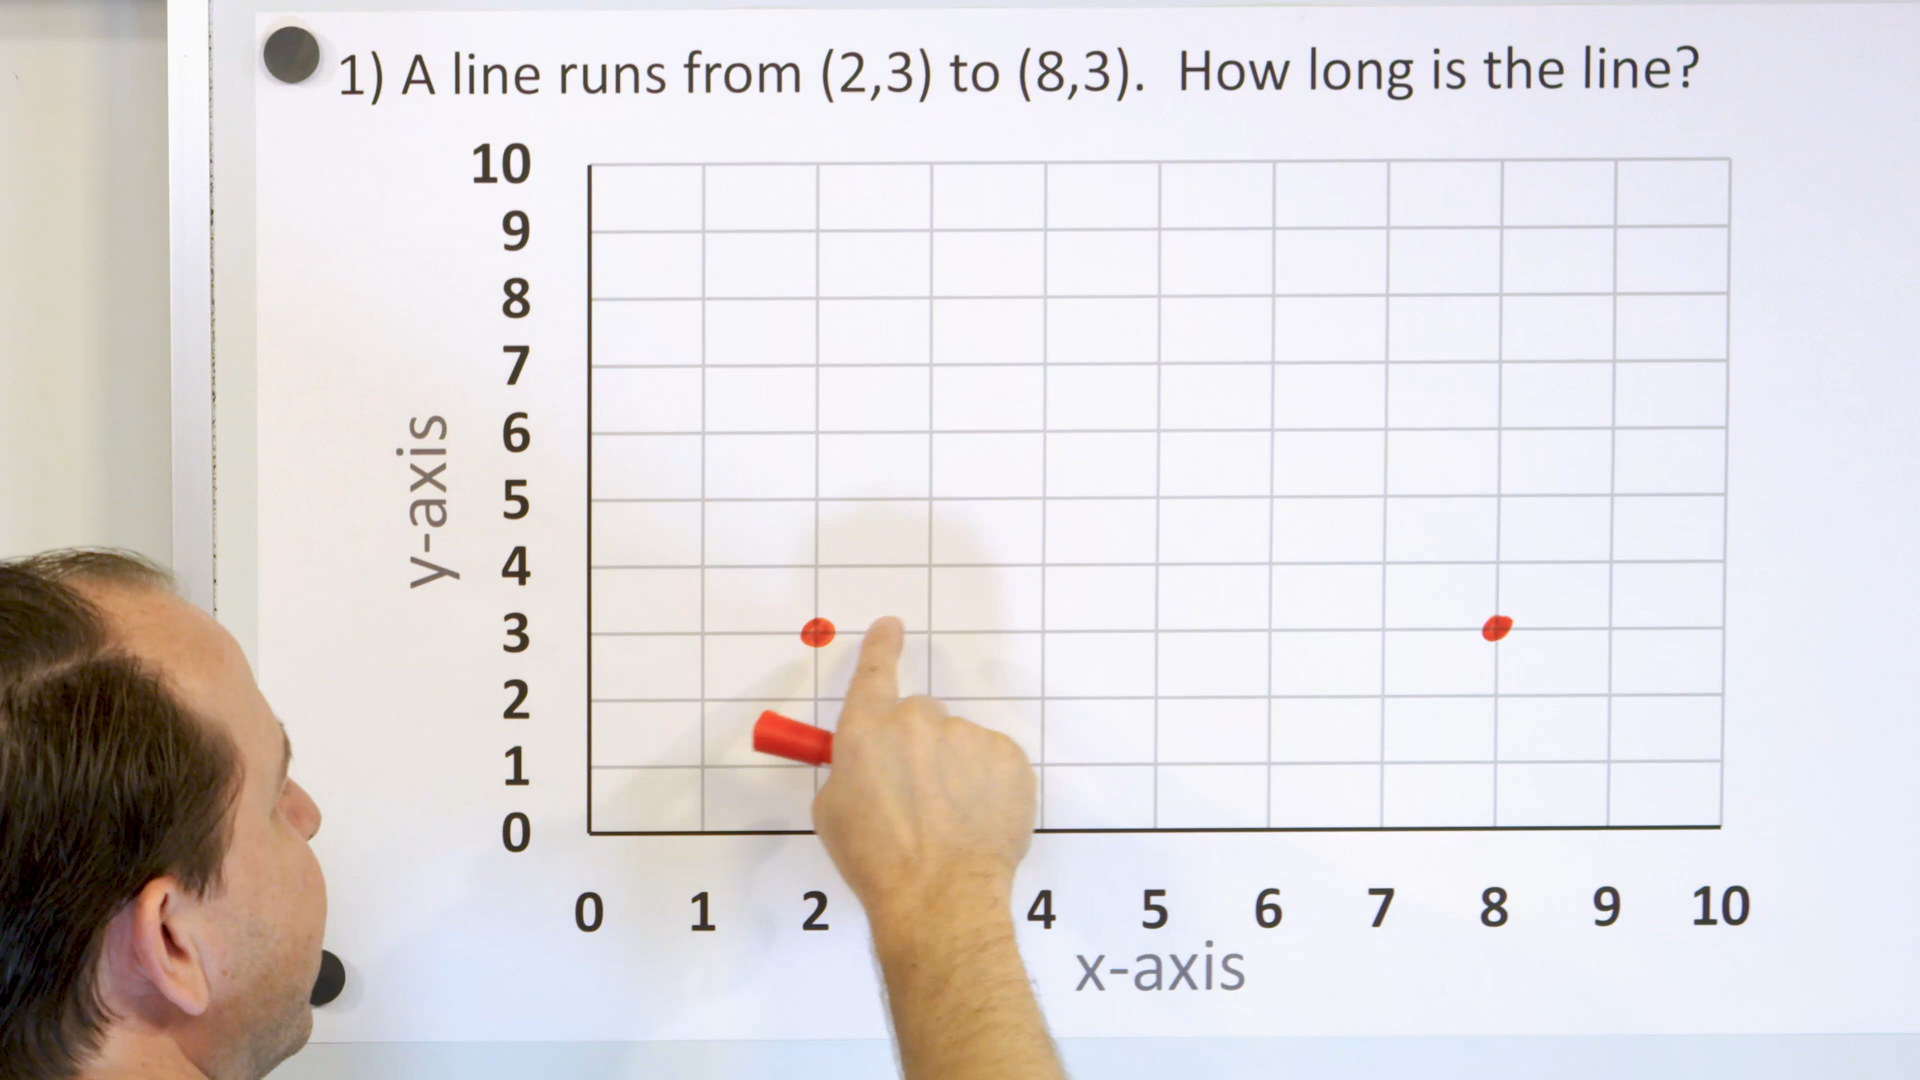 1) A line runs from (2,3) to (8,3). How long is the line?
10
9
8
7
6
5
4
3
2
1
0
y-axis
0 1 2 4 5 6 7 8 9 10
x-axis